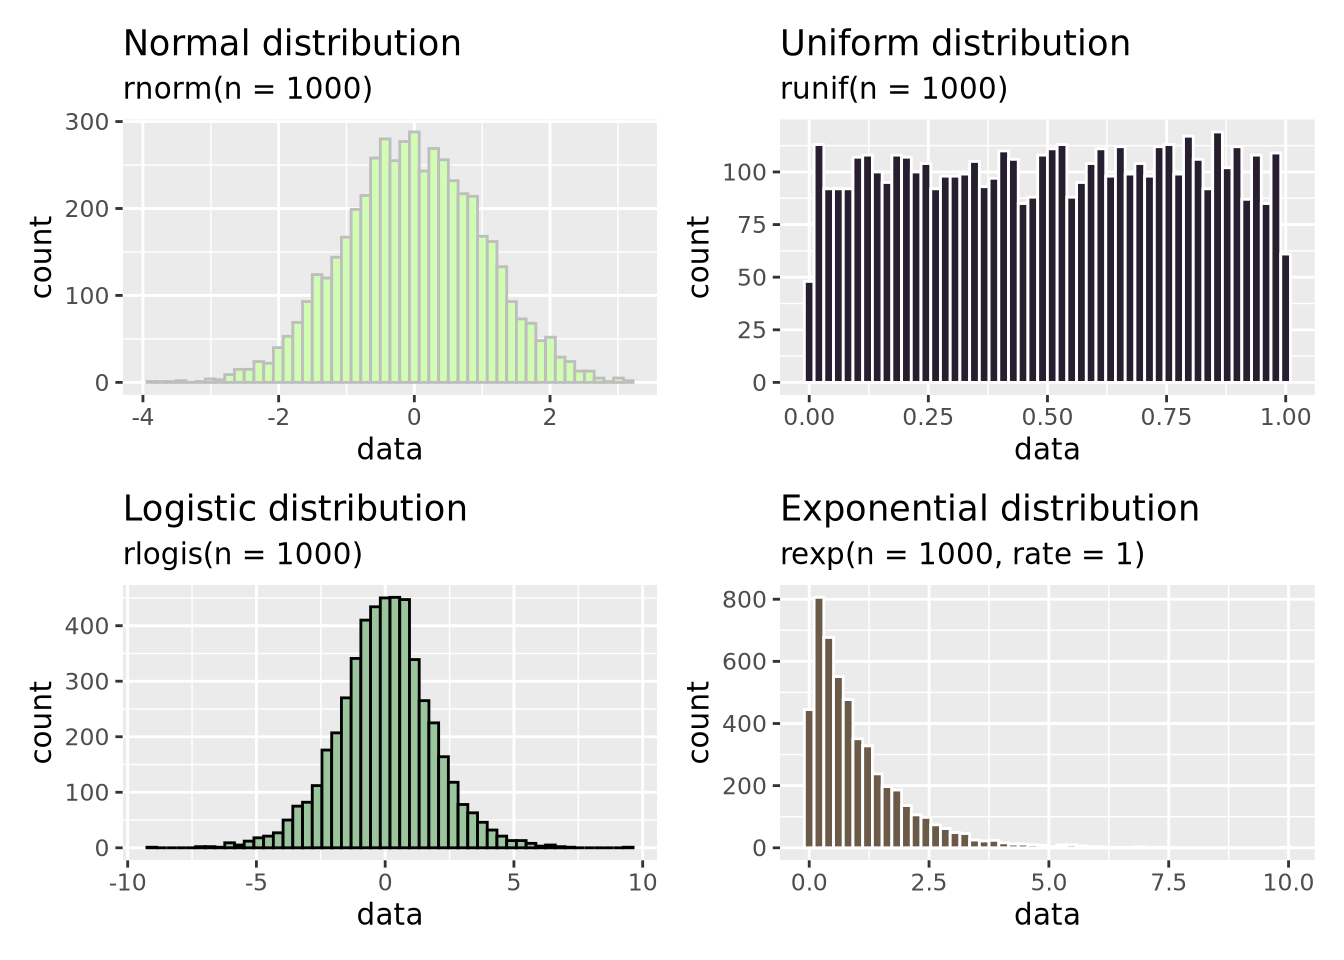 Normal distribution
rnorm(n = 1000)
300
200
100
0
count
-4 -2 0 2
data
Uniform distribution
runif(n = 1000)
100
75
50
25
0
count
0.00 0.25 0.50 0.75 1.00
data
Logistic distribution
rlogis(n = 1000)
400
300
200
100
0
count
-10 -5 0 5 10
data
Exponential distribution
rexp(n = 1000, rate = 1)
800
600
400
200
0
count
0.0 2.5 5.0 7.5 10.0
data